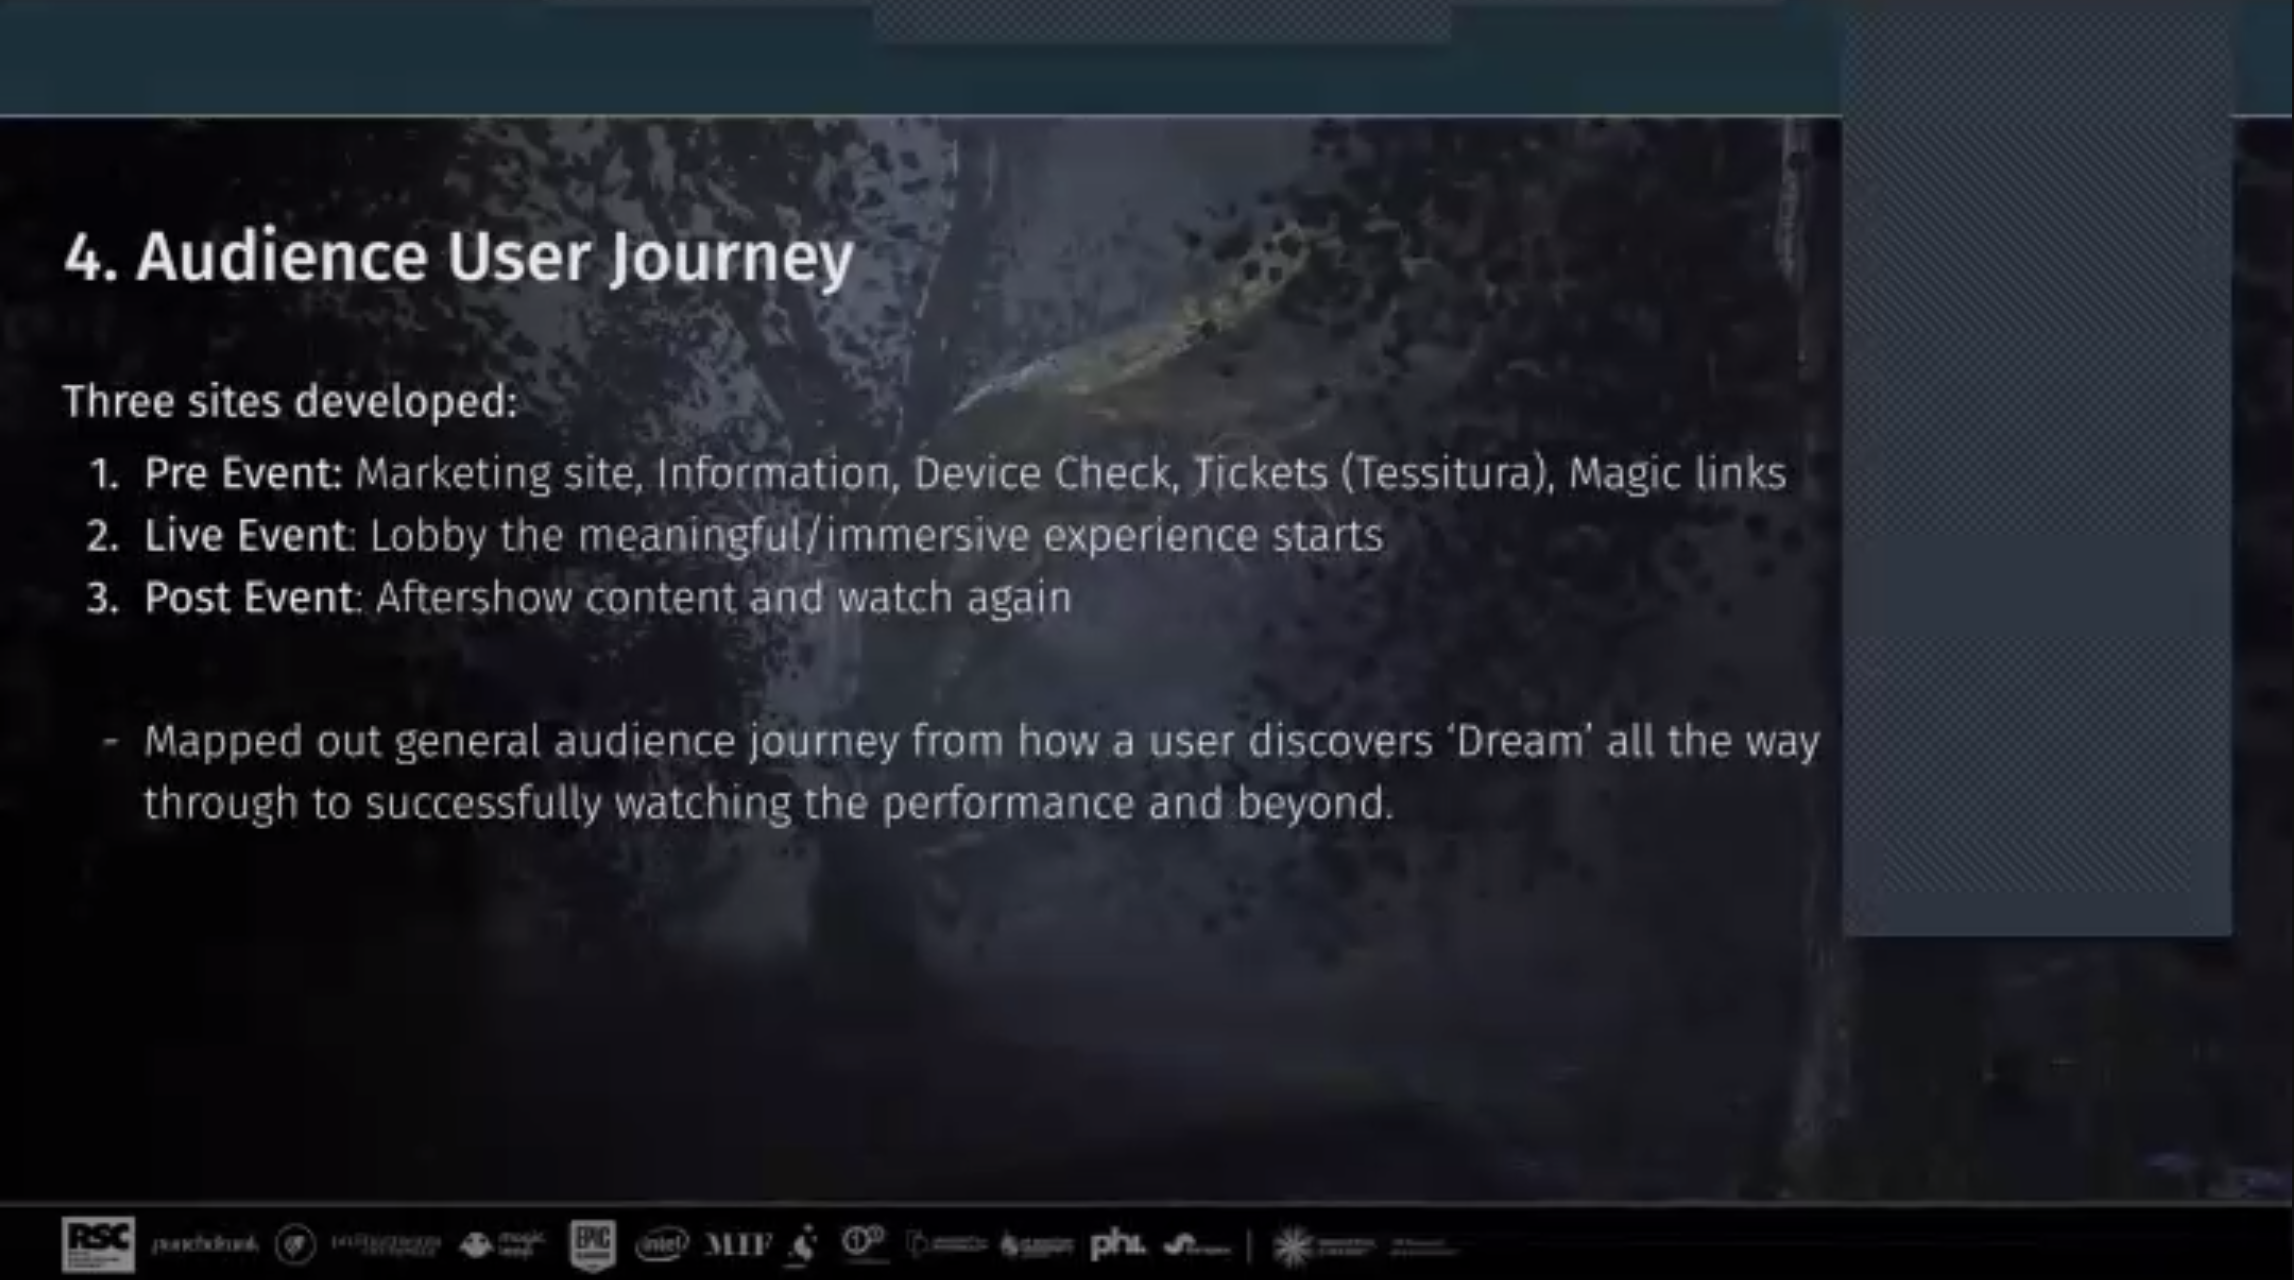 4. Audience User Journey
Three sites developed:
1. Pre Event: Marketing site, Information, Device Check, Tickets (Tessitura), Magic links
2. Live Event: Lobby the meaningful/immersive experience starts
3. Post Event: Aftershow content and watch again
- Mapped out general audience journey from how a user discovers ‘Dream’ all the way
through to successfully watching the performance and beyond.
RSC punchdrunk magic leap EPIC intel MIF phi